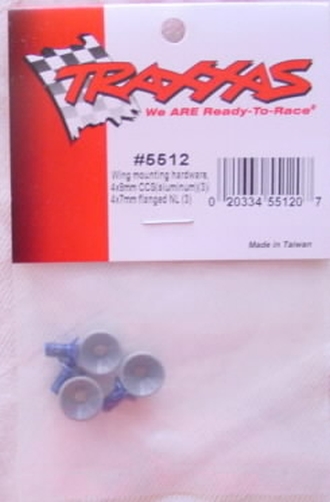 TRAXXAS
We ARE Ready-To-Race®
#5512
Wing mounting hardware,
4x8mm CCS(aluminum)(3)
4x7mm flanged NL (3)
0 20334 55120 7
Made in Taiwan